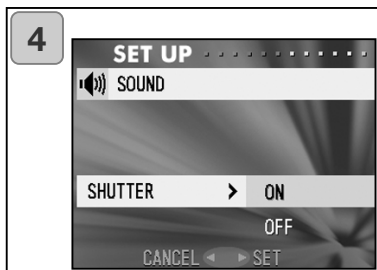 4
SET UP
SOUND
SHUTTER > ON
OFF
CANCEL ◄ ► SET